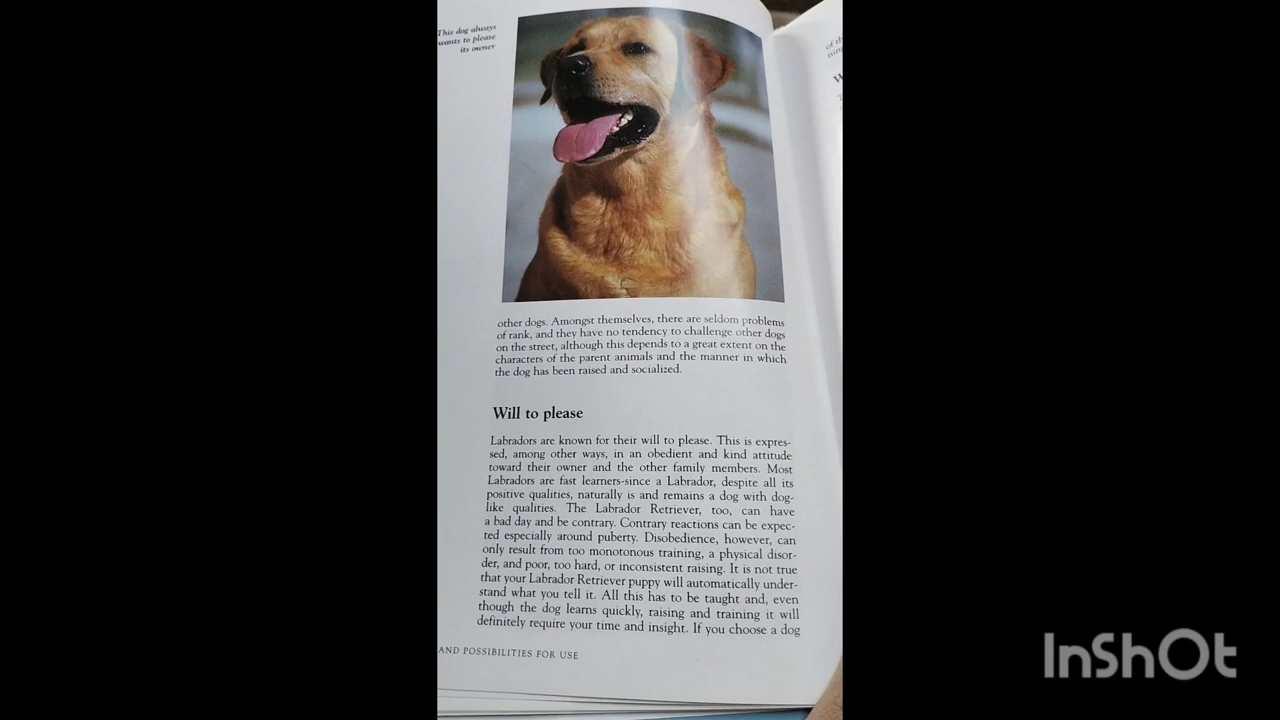 This dog always
wants to please
its owner
other dogs. Amongst themselves, there are seldom problems
of rank, and they have no tendency to challenge other dogs
on the street, although this depends to a great extent on the
characters of the parent animals and the manner in which
the dog has been raised and socialized.
Will to please
Labradors are known for their will to please. This is expres-
sed, among other ways, in an obedient and kind attitude
toward their owner and the other family members. Most
Labradors are fast learners-since a Labrador, despite all its
positive qualities, naturally is and remains a dog with dog-
like qualities. The Labrador Retriever, too, can have
a bad day and be contrary. Contrary reactions can be expec-
ted especially around puberty. Disobedience, however, can
only result from too monotonous training, a physical disor-
der, and poor, too hard, or inconsistent raising. It is not true
that your Labrador Retriever puppy will automatically under-
stand what you tell it. All this has to be taught and, even
though the dog learns quickly, raising and training it will
definitely require your time and insight. If you choose a dog
AND POSSIBILITIES FOR USE
InShOt